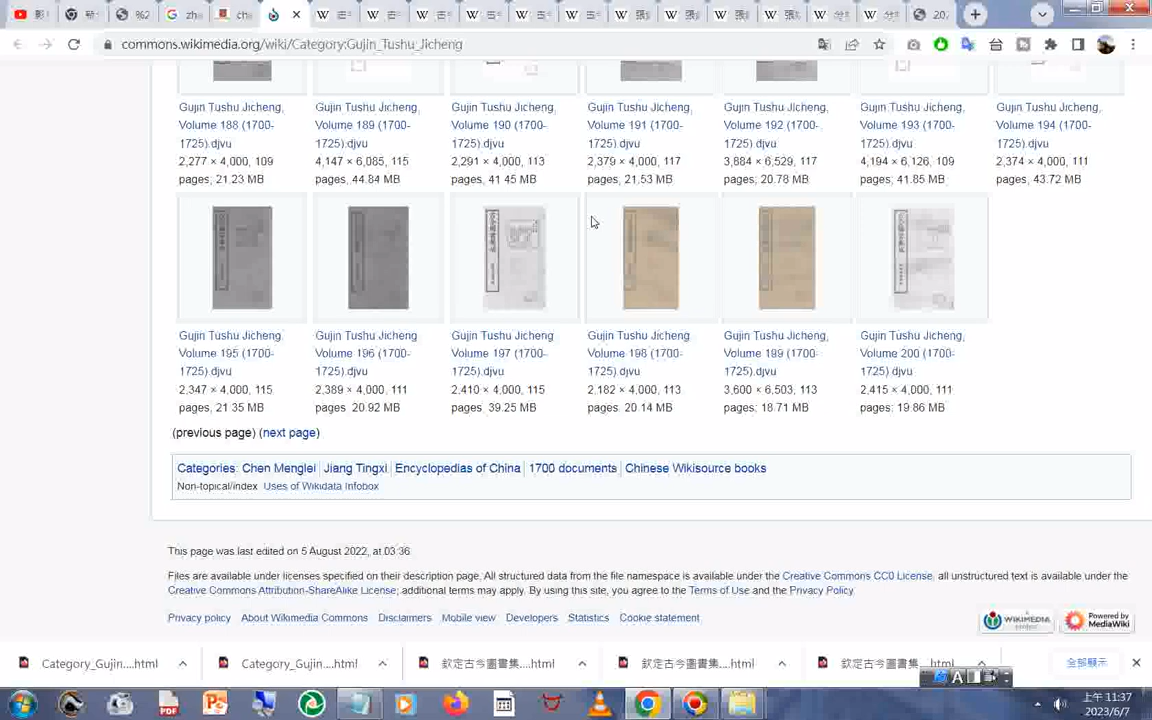 commons.wikimedia.org/wiki/Category:Gujin_Tushu_Jicheng
Gujin Tushu Jicheng, Volume 188 (1700-1725).djvu
2,277 × 4,000, 109 pages; 21.23 MB
Gujin Tushu Jicheng, Volume 189 (1700-1725).djvu
4,147 × 6,085, 115 pages; 44.84 MB
Gujin Tushu Jicheng, Volume 190 (1700-1725).djvu
2,291 × 4,000, 113 pages; 41.45 MB
Gujin Tushu Jicheng, Volume 191 (1700-1725).djvu
2,379 × 4,000, 117 pages; 21.53 MB
Gujin Tushu Jicheng, Volume 192 (1700-1725).djvu
3,884 × 6,529, 117 pages; 20.78 MB
Gujin Tushu Jicheng, Volume 193 (1700-1725).djvu
4,194 × 6,126, 109 pages; 41.85 MB
Gujin Tushu Jicheng, Volume 194 (1700-1725).djvu
2,374 × 4,000, 111 pages; 43.72 MB
Gujin Tushu Jicheng, Volume 195 (1700-1725).djvu
2,347 × 4,000, 115 pages; 21.35 MB
Gujin Tushu Jicheng, Volume 196 (1700-1725).djvu
2,389 × 4,000, 111 pages; 20.92 MB
Gujin Tushu Jicheng, Volume 197 (1700-1725).djvu
2,410 × 4,000, 115 pages; 39.25 MB
Gujin Tushu Jicheng, Volume 198 (1700-1725).djvu
2,182 × 4,000, 113 pages; 20.14 MB
Gujin Tushu Jicheng, Volume 199 (1700-1725).djvu
3,600 × 6,503, 113 pages; 18.71 MB
Gujin Tushu Jicheng, Volume 200 (1700-1725).djvu
2,415 × 4,000, 111 pages; 19.86 MB
(previous page) (next page)
Categories: Chen Menglei | Jiang Tingxi | Encyclopedias of China | 1700 documents | Chinese Wikisource books
Non-topical/index: Uses of Wikidata Infobox
This page was last edited on 5 August 2022, at 03:36.
Files are available under licenses specified on their description page. All structured data from the file namespace is available under the Creative Commons CC0 License; all unstructured text is available under the
Creative Commons Attribution-ShareAlike License; additional terms may apply. By using this site, you agree to the Terms of Use and the Privacy Policy.
Privacy policy About Wikimedia Commons Disclaimers Mobile view Developers Statistics Cookie statement
WIKIMEDIA project
Powered by MediaWiki
Category_Gujin....html
Category_Gujin....html
欽定古今圖書集....html
欽定古今圖書集....html
欽定古今圖書集....html
全部顯示
PDF
A
上午 11:37
2023/6/7